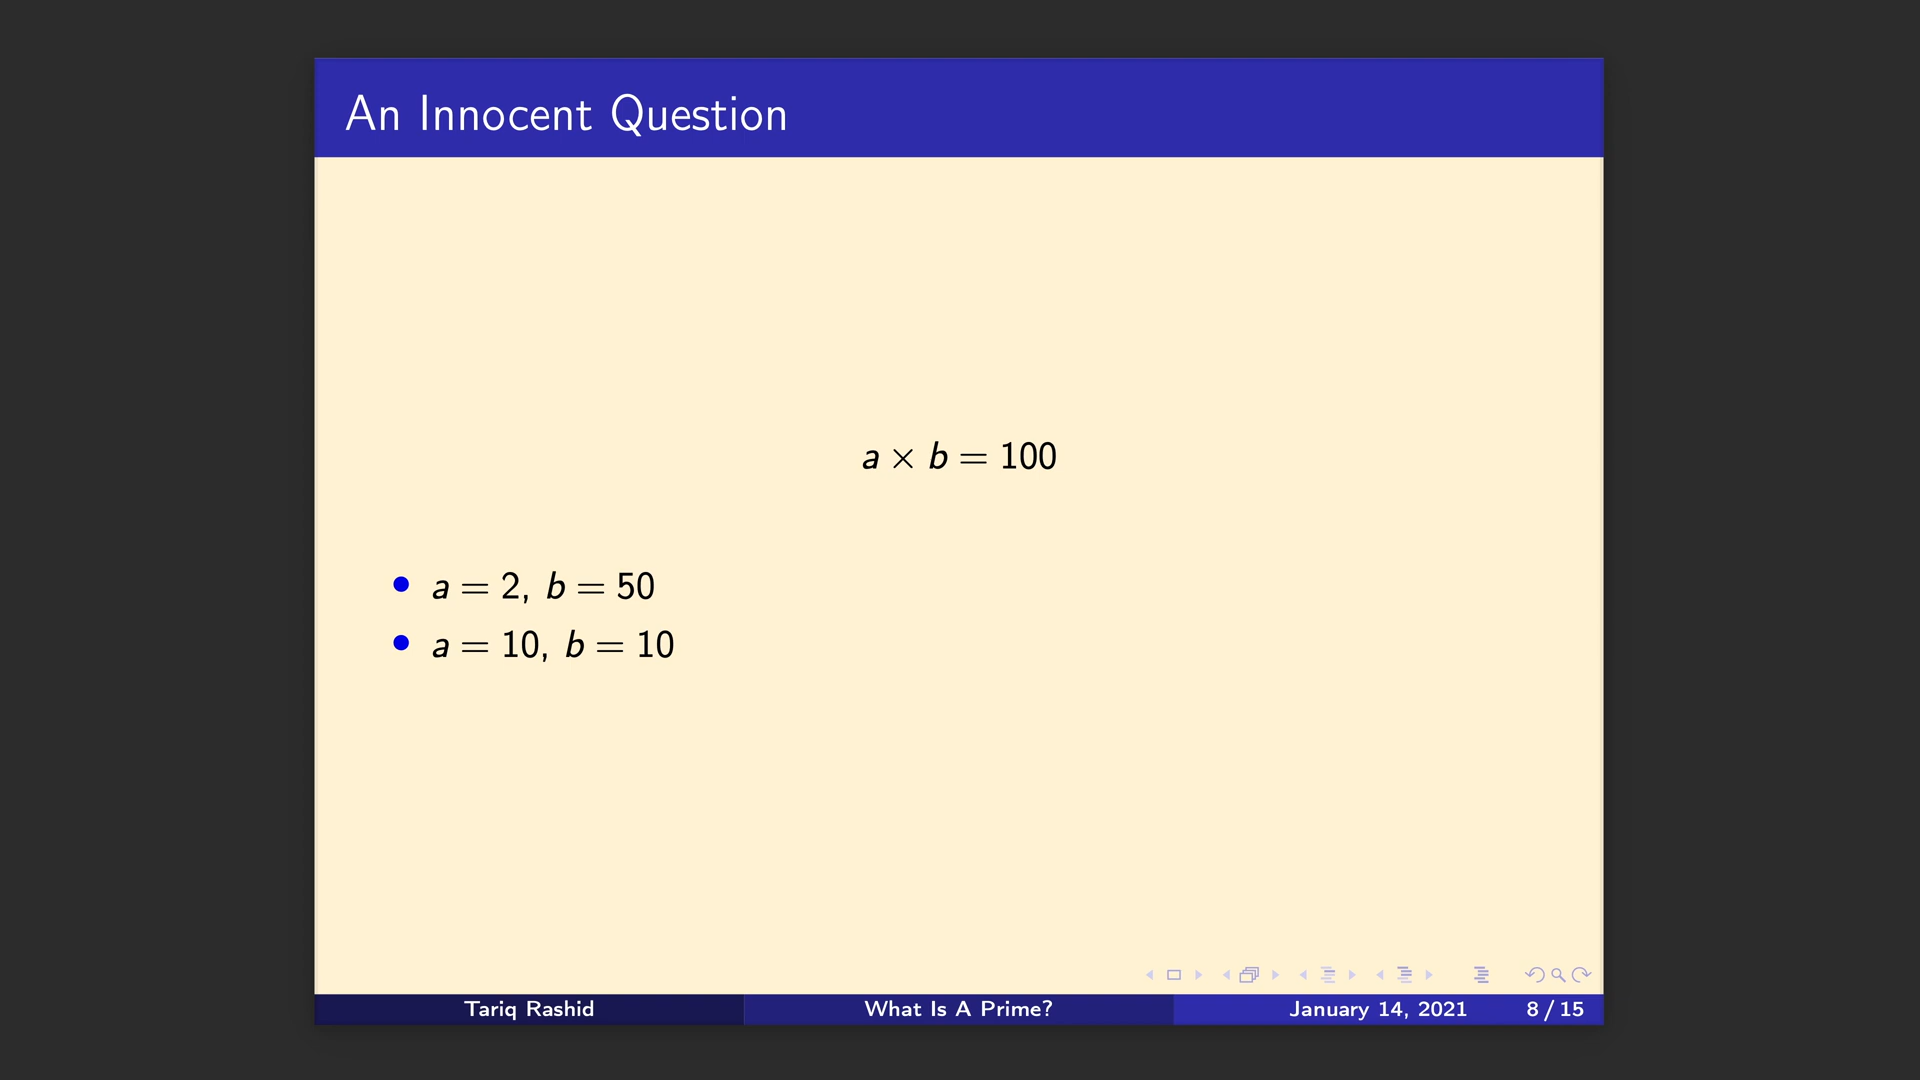 An Innocent Question
a × b = 100
• a = 2, b = 50
• a = 10, b = 10
Tariq Rashid What Is A Prime? January 14, 2021 8 / 15